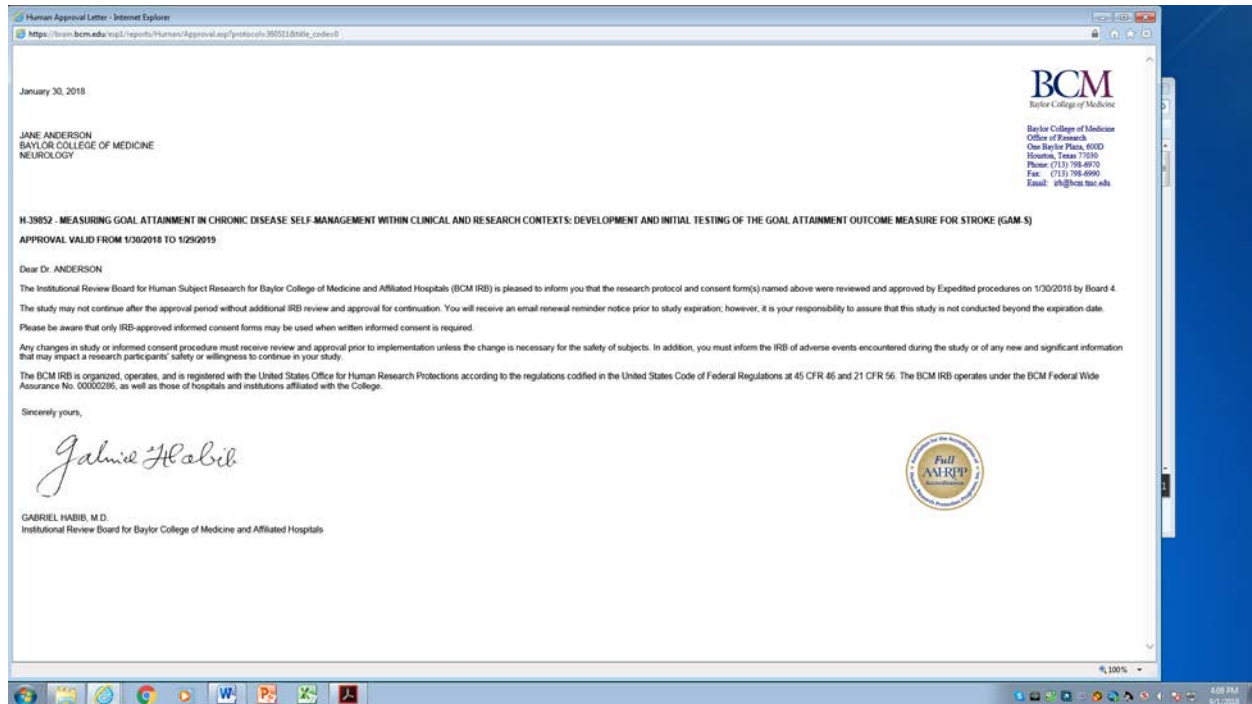 Human Approval Letter - Internet Explorer
January 30, 2018
BCM
Baylor College of Medicine
JANE ANDERSON
BAYLOR COLLEGE OF MEDICINE
NEUROLOGY
Baylor College of Medicine
Office of Research
One Baylor Plaza, 600D
Houston, Texas 77030
Phone: (713) 798-6970
Fax: (713) 798-6990
Email: irb@bcm.tmc.edu
H-39852 - MEASURING GOAL ATTAINMENT IN CHRONIC DISEASE SELF-MANAGEMENT WITHIN CLINICAL AND RESEARCH CONTEXTS: DEVELOPMENT AND INITIAL TESTING OF THE GOAL ATTAINMENT OUTCOME MEASURE FOR STROKE (GAM-S)
APPROVAL VALID FROM 1/30/2018 TO 1/29/2019
Dear Dr. ANDERSON
The Institutional Review Board for Human Subject Research for Baylor College of Medicine and Affiliated Hospitals (BCM IRB) is pleased to inform you that the research protocol and consent form(s) named above were reviewed and approved by Expedited procedures on 1/30/2018 by Board 4.
The study may not continue after the approval period without additional IRB review and approval for continuation. You will receive an email renewal reminder notice prior to study expiration; however, it is your responsibility to assure that this study is not conducted beyond the expiration date.
Please be aware that only IRB-approved informed consent forms may be used when written informed consent is required.
Any changes in study or informed consent procedure must receive review and approval prior to implementation unless the change is necessary for the safety of subjects. In addition, you must inform the IRB of adverse events encountered during the study or of any new and significant information
that may impact a research participants' safety or willingness to continue in your study.
The BCM IRB is organized, operates, and is registered with the United States Office for Human Research Protections according to the regulations codified in the United States Code of Federal Regulations at 45 CFR 46 and 21 CFR 56. The BCM IRB operates under the BCM Federal Wide
Assurance No. 00000286, as well as those of hospitals and institutions affiliated with the College.
Sincerely yours,
Gabriel Habib
Full
AAHRPP
Accreditation
GABRIEL HABIB, M.D.
Institutional Review Board for Baylor College of Medicine and Affiliated Hospitals
100%
4:09 PM